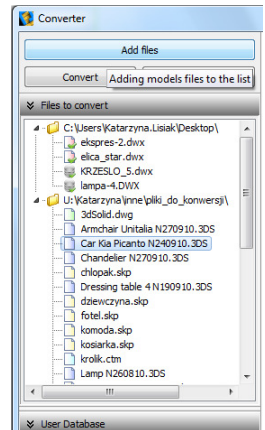 Converter
Add files
Convert
Adding models files to the list
Files to convert
C:\Users\Katarzyna.Lisiak\Desktop\
ekspres-2.dwx
elica_star.dwx
KRZESLO_5.dwx
lampa-4.DWX
U:\Katarzyna\inne\pliki_do_konwersji\
3dSolid.dwg
Armchair Unitalia N270910.3DS
Car Kia Picanto N240910.3DS
Chandelier N270910.3DS
chlopak.skp
Dressing table 4 N190910.3DS
dziewczyna.skp
fotel.skp
komoda.skp
kosiarka.skp
krolik.ctm
Lamp N260810.3DS
User Database